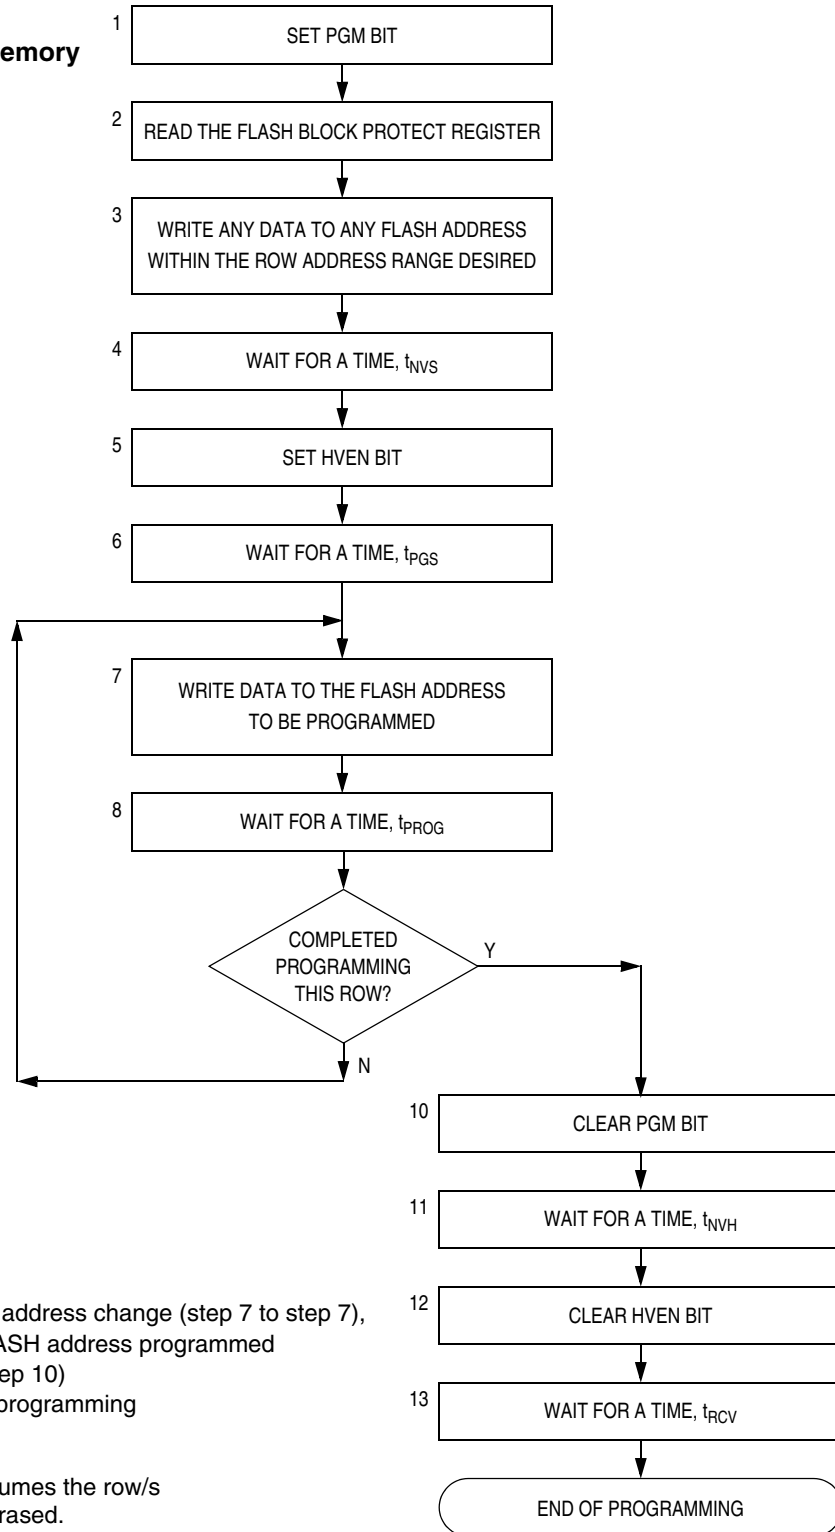 1
SET PGM BIT
emory
2
READ THE FLASH BLOCK PROTECT REGISTER
3
WRITE ANY DATA TO ANY FLASH ADDRESS
WITHIN THE ROW ADDRESS RANGE DESIRED
4
WAIT FOR A TIME, tNVS
5
SET HVEN BIT
6
WAIT FOR A TIME, tPGS
7
WRITE DATA TO THE FLASH ADDRESS
TO BE PROGRAMMED
8
WAIT FOR A TIME, tPROG
COMPLETED
PROGRAMMING
THIS ROW?
Y
N
10
CLEAR PGM BIT
11
WAIT FOR A TIME, tNVH
12
CLEAR HVEN BIT
13
WAIT FOR A TIME, tRCV
END OF PROGRAMMING
address change (step 7 to step 7),
ASH address programmed
ep 10)
programming
umes the row/s
rased.